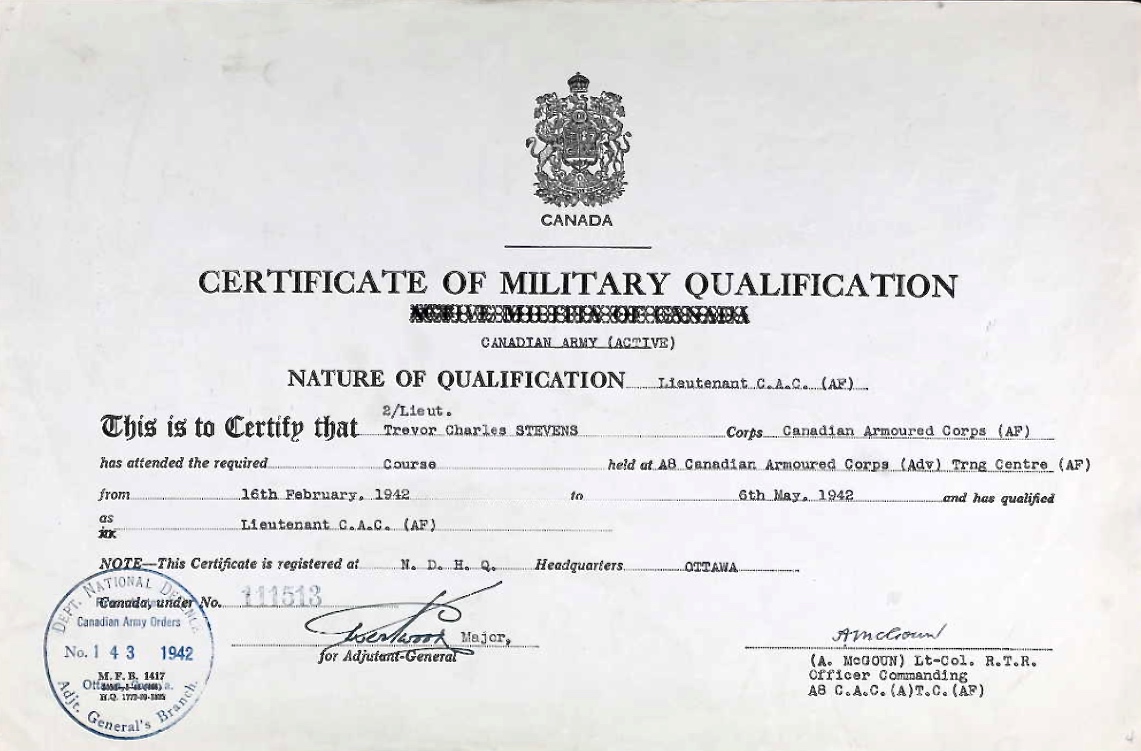 CANADA
CERTIFICATE OF MILITARY QUALIFICATION
ACTIVE MILITIA OF CANADA
CANADIAN ARMY (ACTIVE)
NATURE OF QUALIFICATION Lieutenant C.A.C. (AF)
2/Lieut.
This is to Certify that Trevor Charles STEVENS Corps Canadian Armoured Corps (AF)
has attended the required Course held at A8 Canadian Armoured Corps (Adv) Trng Centre (AF)
from 16th February, 1942 to 6th May, 1942 and has qualified
as
Lieutenant C.A.C. (AF)
NOTE—This Certificate is registered at N. D. H. Q. Headquarters OTTAWA
Canada, under No. 111513
Major,
for Adjutant-General
AMcGoun
(A. McGOUN) Lt-Col. R.T.R.
Officer Commanding
A8 C.A.C.(A)T.C.(AF)
DEPT. NATIONAL DEFENCE
Canadian Army Orders
No. 143 1942
M. F. B. 1417
H.Q.
Adjt. General's Branch.